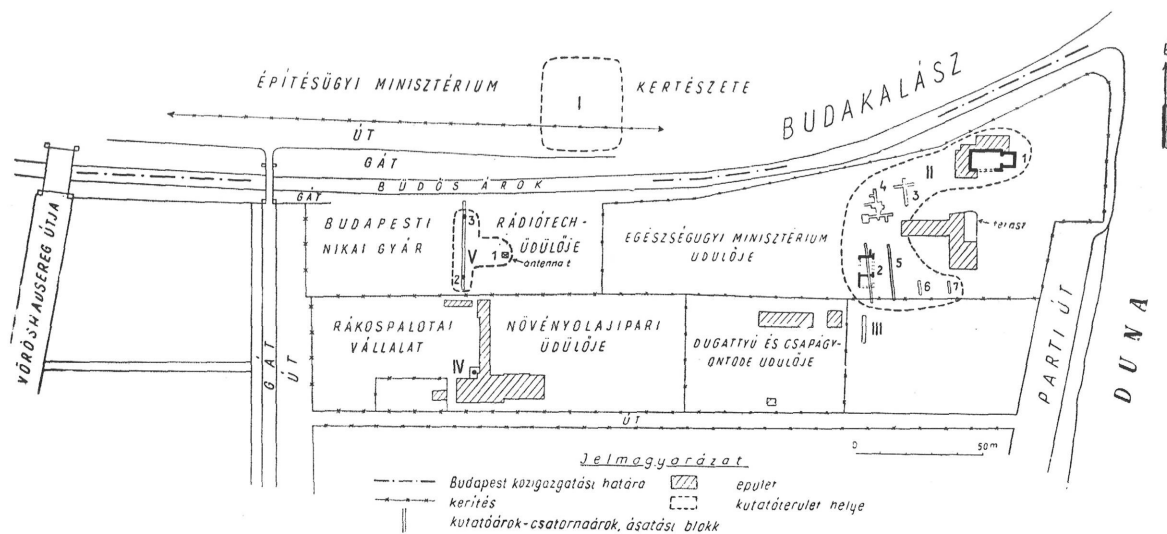 ÉPÍTÉSÜGYI MINISZTÉRIUM
I
KERTÉSZETE
BUDAKALÁSZ
É
ÚT
GÁT
BÜDÖS ÁROK
GÁT
VÖRÖSHADSEREG ÚTJA
GÁT
ÚT
BUDAPESTI
NIKAI GYÁR
3
V
2
1
antenna t
RÁDIÓTECH-
ÜDÜLŐJE
EGÉSZSÉGÜGYI MINISZTÉRIUM
ÜDÜLŐJE
II
1
3
4
terasz
2
5
6
7
III
RÁKOSPALOTAI
VÁLLALAT
IV
NÖVÉNYOLAJIPARI
ÜDÜLŐJE
DUGATTYÚ ÉS CSAPÁGY-
ÖNTÖDE ÜDÜLŐJE
PARTI ÚT
DUNA
ÚT
0 50m
Jelmagyarázat
Budapest közigazgatási határa
épület
kerítés
kutatóterület helye
kutatóárok-csatornaárok, ásatási blokk